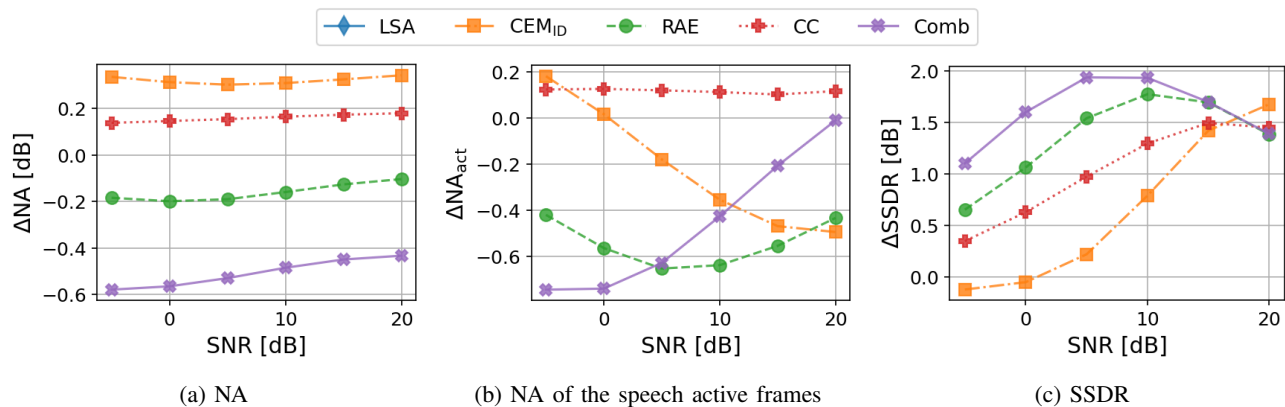 LSA CEM_ID RAE CC Comb
ΔNA [dB]
0.2
0.0
−0.2
−0.4
−0.6
0 10 20
SNR [dB]
(a) NA
ΔNA_act
0.2
0.0
−0.2
−0.4
−0.6
0 10 20
SNR [dB]
(b) NA of the speech active frames
ΔSSDR [dB]
2.0
1.5
1.0
0.5
0.0
0 10 20
SNR [dB]
(c) SSDR